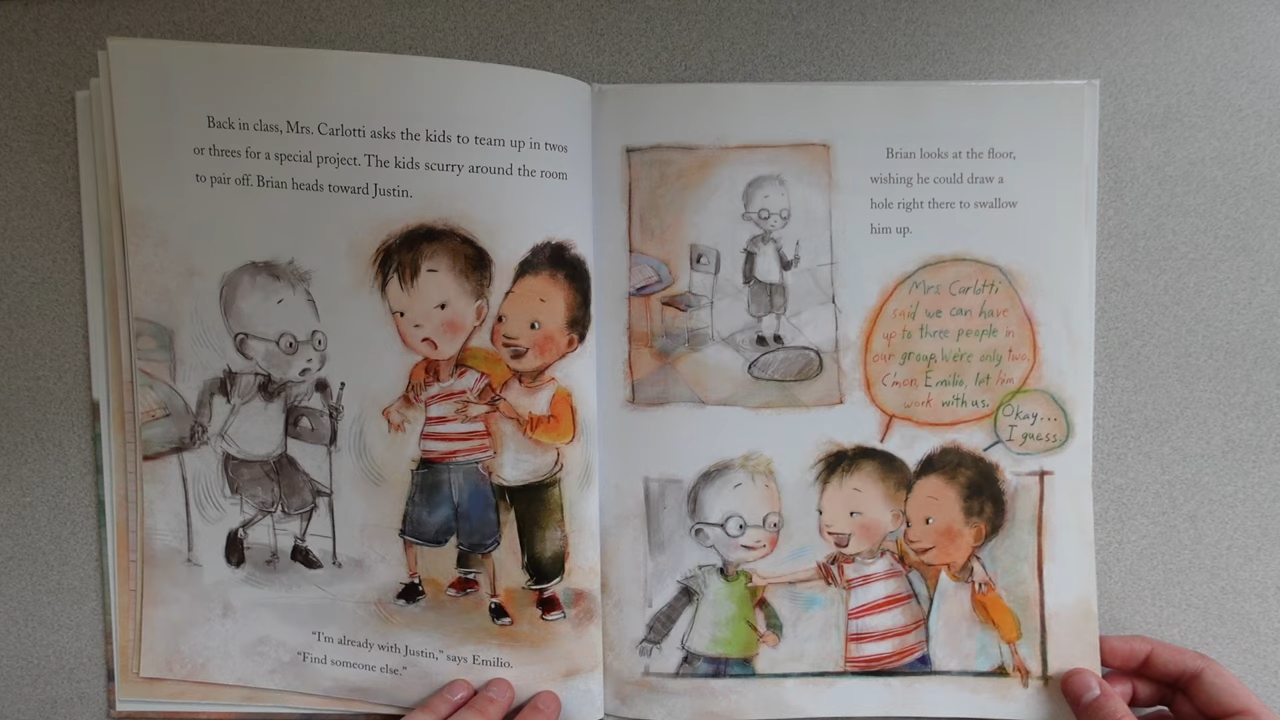 Back in class, Mrs. Carlotti asks the kids to team up in twos
or threes for a special project. The kids scurry around the room
to pair off. Brian heads toward Justin.
"I'm already with Justin," says Emilio.
"Find someone else."
Brian looks at the floor,
wishing he could draw a
hole right there to swallow
him up.
Mrs. Carlotti
said we can have
up to three people in
our group. We're only two.
C'mon, Emilio, let him
work with us.
Okay...
I guess.